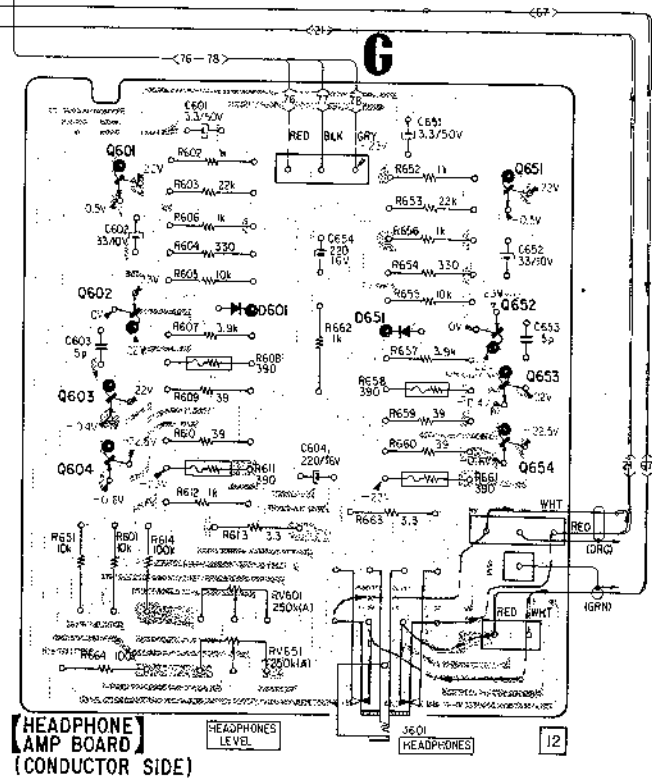 67
21
G
76 - 78
76
77
78
C601
3.3/50V
C651
3.3/50V
RED
BLK
GRY
Q601
R602
1k
R652
1k
Q651
22V
R603
22k
R653
22k
-0.5V
R606
1k
R656
1k
C602
33/10V
R604
330
C654
220
16V
R654
330
C652
33/10V
R605
10k
R655
10k
Q602
D601
D651
Q652
0V
0V
C603
5p
R607
3.9k
R662
1k
R657
3.9k
C653
5p
R608
390
R658
390
Q653
Q603
22V
R609
39
R659
39
-0.4V
R610
39
R660
39
-22.5V
Q604
C604
220/16V
R611
390
R661
390
Q654
-0.6V
R612
1k
R663
3.3
WHT
RED
(ORG)
R651
10k
R601
10k
R614
100k
R613
3.3
RV601
250k(A)
RED
WHT
(GRN)
RV651
250k(A)
R664
100k
[HEADPHONE
AMP BOARD]
(CONDUCTOR SIDE)
HEADPHONES
LEVEL
J601
HEADPHONES
12